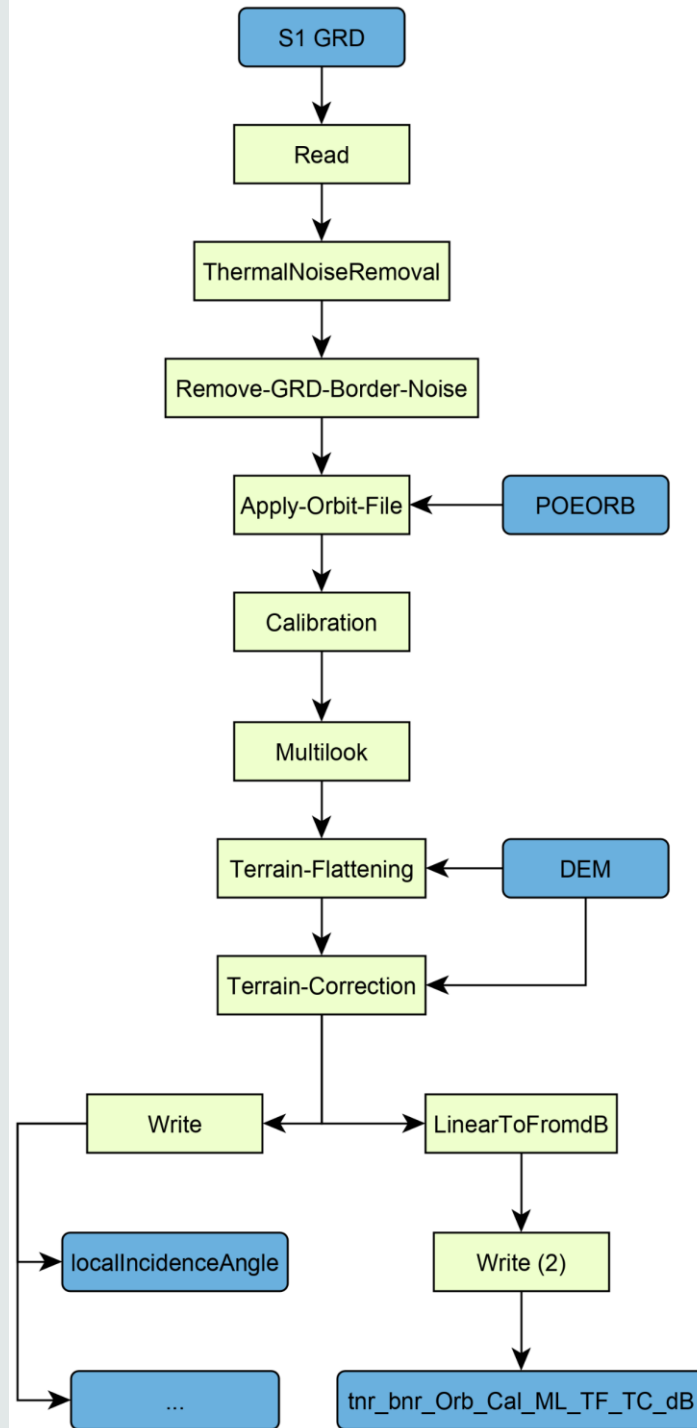 S1 GRD
Read
ThermalNoiseRemoval
Remove-GRD-Border-Noise
Apply-Orbit-File
POEORB
Calibration
Multilook
Terrain-Flattening
DEM
Terrain-Correction
Write
LinearToFromdB
localIncidenceAngle
Write (2)
...
tnr_bnr_Orb_Cal_ML_TF_TC_dB